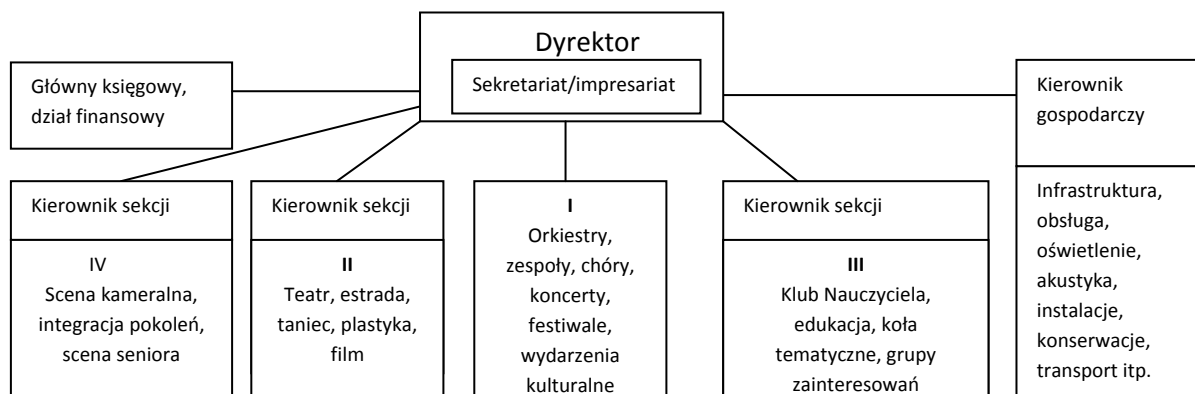 Dyrektor
Sekretariat/impresariat
Główny księgowy,
dział finansowy
Kierownik
gospodarczy
Infrastruktura,
obsługa,
oświetlenie,
akustyka,
instalacje,
konserwacje,
transport itp.
Kierownik sekcji
IV
Scena kameralna,
integracja pokoleń,
scena seniora
Kierownik sekcji
II
Teatr, estrada,
taniec, plastyka,
film
I
Orkiestry,
zespoły, chóry,
koncerty,
festiwale,
wydarzenia
kulturalne
Kierownik sekcji
III
Klub Nauczyciela,
edukacja, koła
tematyczne, grupy
zainteresowań